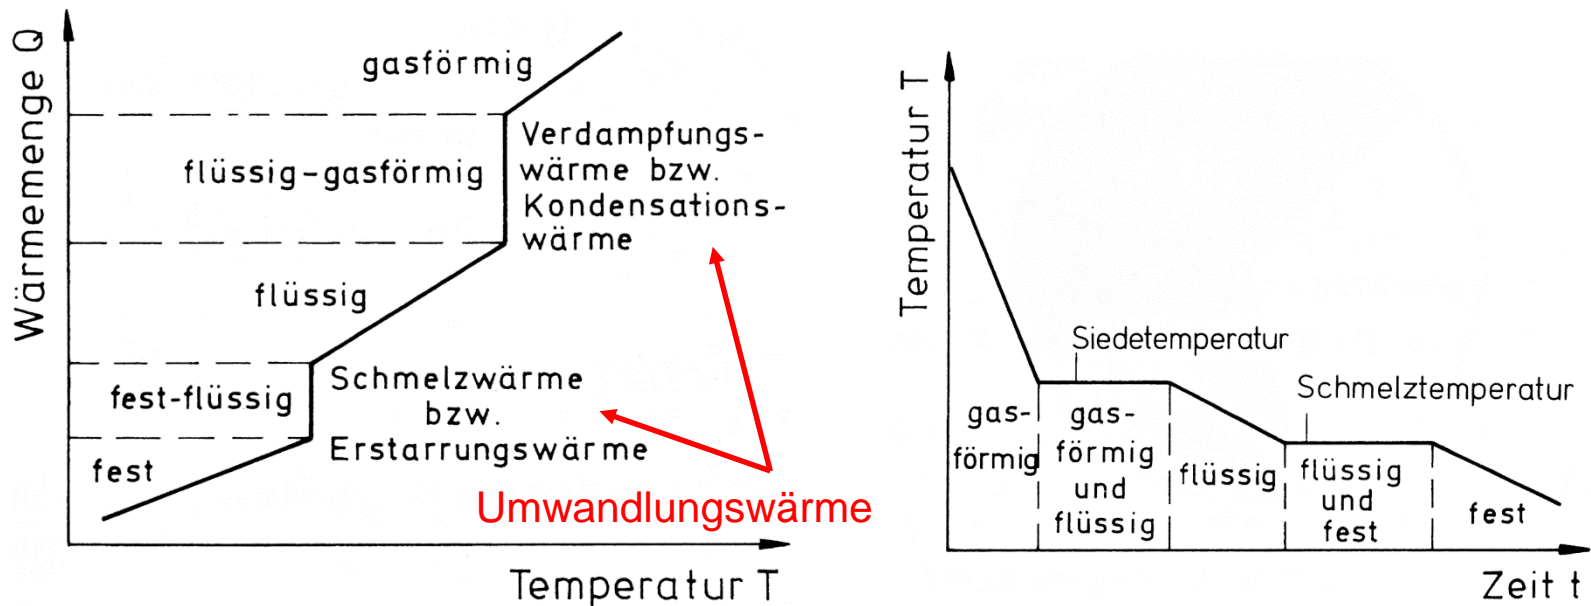 Wärmemenge Q
gasförmig
flüssig-gasförmig
Verdampfungs-
wärme bzw.
Kondensations-
wärme
flüssig
fest-flüssig
Schmelzwärme
bzw.
Erstarrungswärme
fest
Umwandlungswärme
Temperatur T
Temperatur T
Siedetemperatur
Schmelztemperatur
gas-
förmig
gas-
förmig
und
flüssig
flüssig
flüssig
und
fest
fest
Zeit t